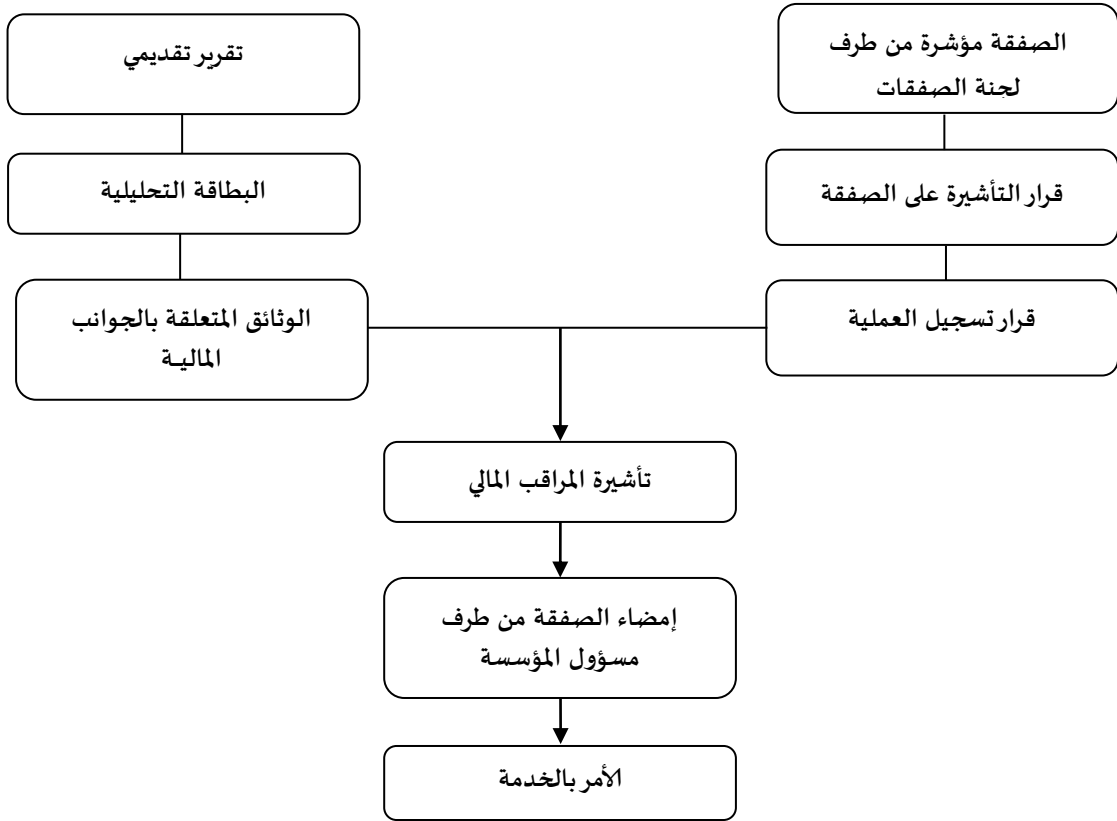 الصفقة مؤشرة من طرف
لجنة الصفقات
قرار التأشيرة على الصفقة
قرار تسجيل العملية
تقرير تقديمي
البطاقة التحليلية
الوثائق المتعلقة بالجوانب
الماليـة
تأشيرة المراقب المالي
إمضاء الصفقة من طرف
مسؤول المؤسسة
الأمر بالخدمة